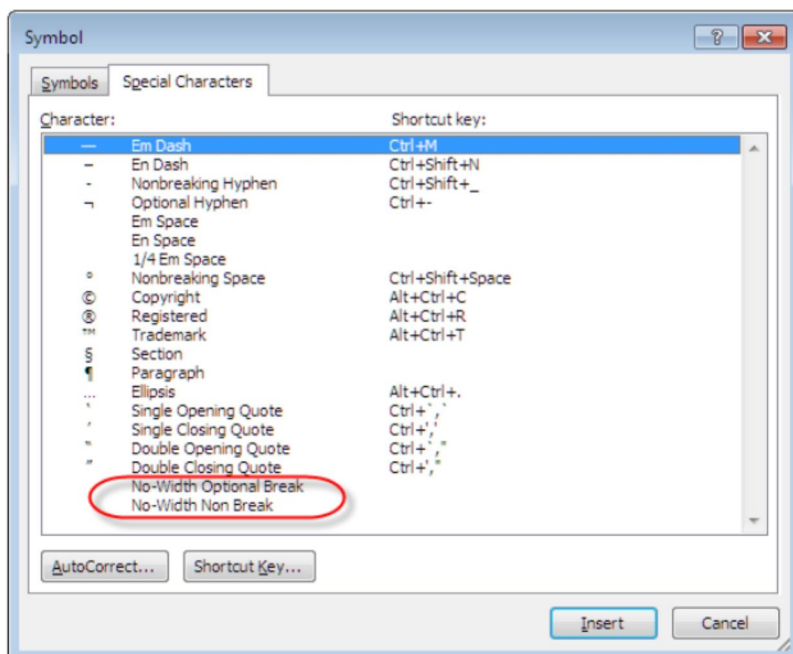 Symbol
Symbols Special Characters
Character: Shortcut key:
— Em Dash Ctrl+M
– En Dash Ctrl+Shift+N
- Nonbreaking Hyphen Ctrl+Shift+_
¬ Optional Hyphen Ctrl+-
Em Space
En Space
1/4 Em Space
° Nonbreaking Space Ctrl+Shift+Space
© Copyright Alt+Ctrl+C
® Registered Alt+Ctrl+R
™ Trademark Alt+Ctrl+T
§ Section
¶ Paragraph
… Ellipsis Alt+Ctrl+.
‘ Single Opening Quote Ctrl+`,`
’ Single Closing Quote Ctrl+','
“ Double Opening Quote Ctrl+`,"
” Double Closing Quote Ctrl+',"
No-Width Optional Break
No-Width Non Break
AutoCorrect... Shortcut Key...
Insert Cancel